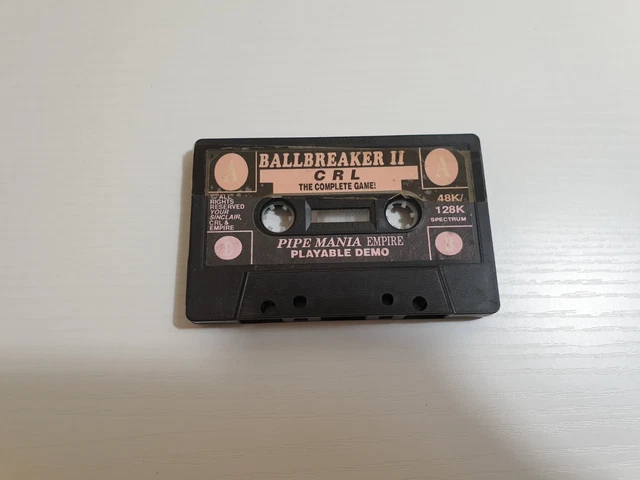 A BALLBREAKER II A
CRL
THE COMPLETE GAME!
© ALL
RIGHTS
RESERVED
YOUR
SINCLAIR,
CRL &
EMPIRE
48K/
128K
SPECTRUM
B PIPE MANIA EMPIRE B
PLAYABLE DEMO